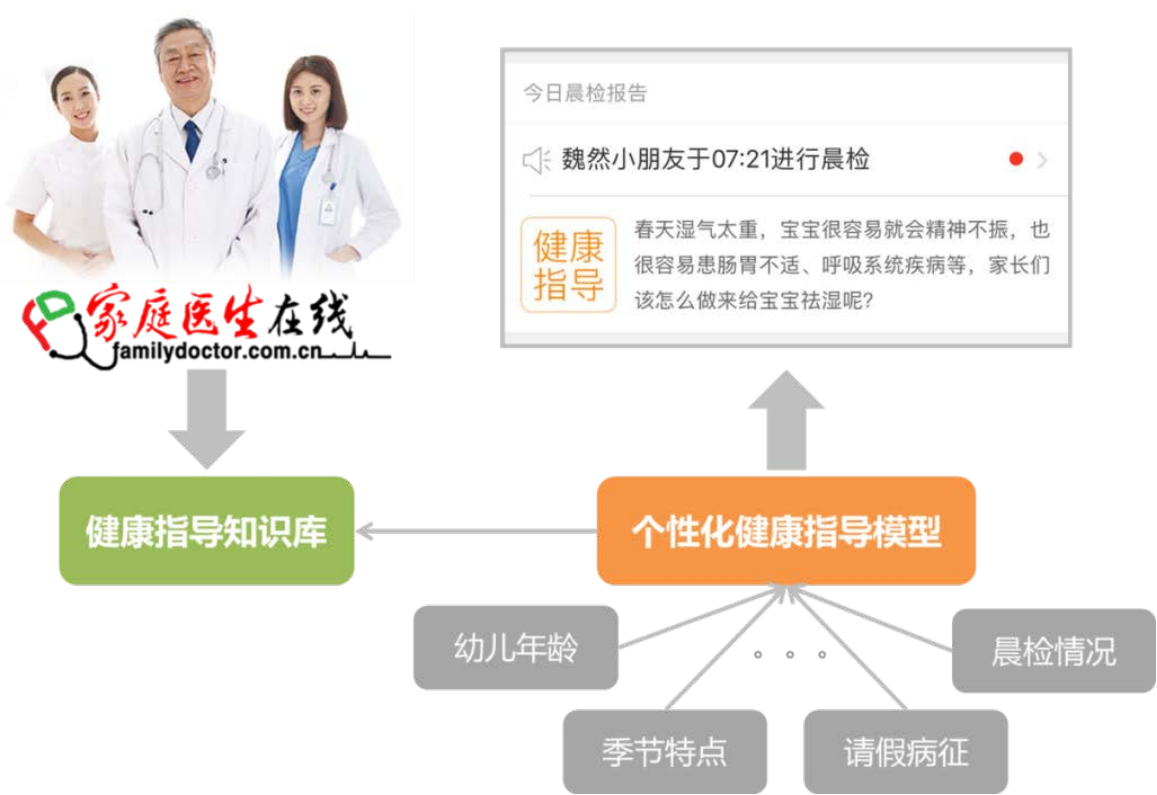 今日晨检报告
魏然小朋友于07:21进行晨检
健康
指导
春天湿气太重，宝宝很容易就会精神不振，也
很容易患肠胃不适、呼吸系统疾病等，家长们
该怎么做来给宝宝祛湿呢?
FD家庭医生在线
familydoctor.com.cn
健康指导知识库
个性化健康指导模型
幼儿年龄
。。。
晨检情况
季节特点
请假病征